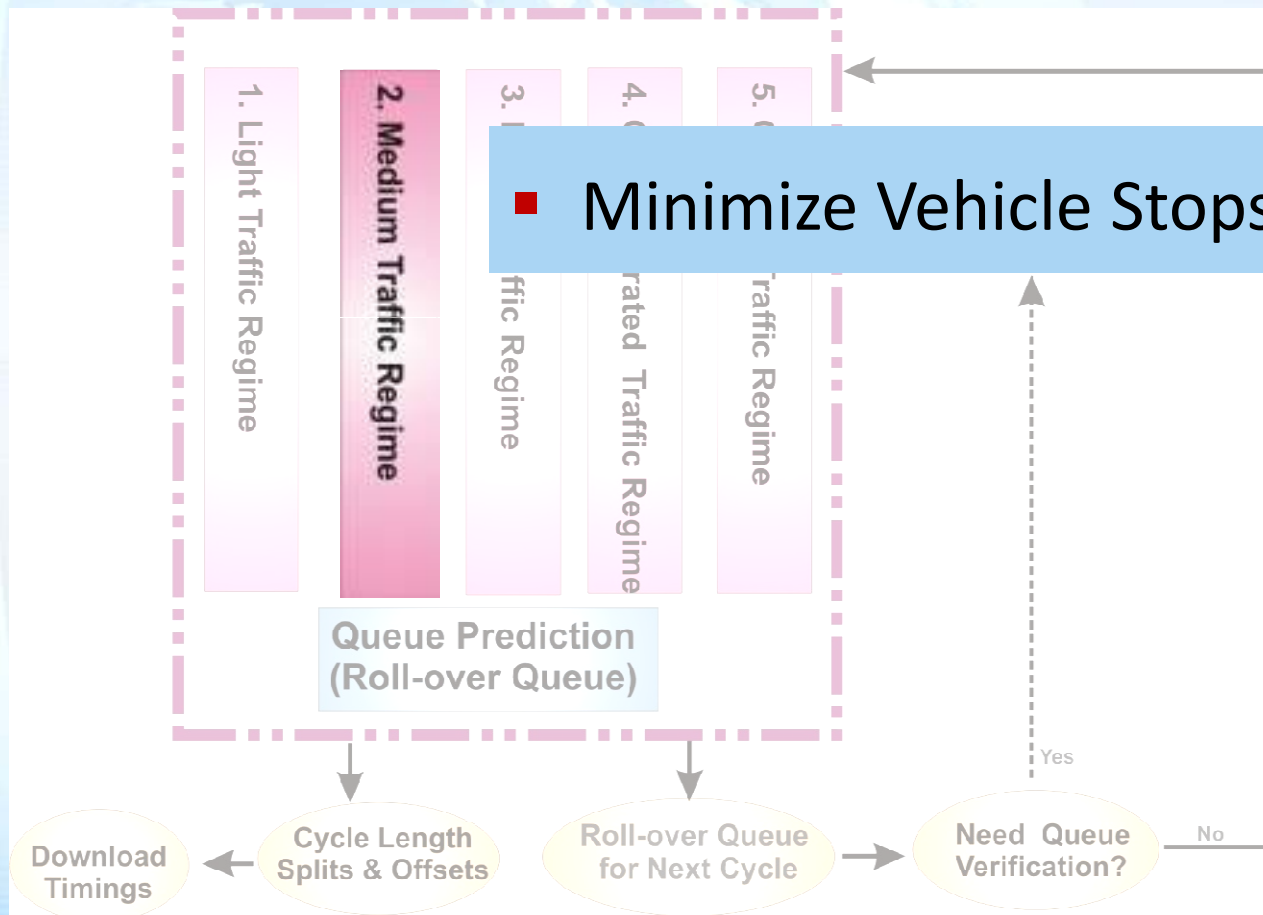 1. Light Traffic Regime
2. Medium Traffic Regime
3.
ffic Regime
4.
rated Traffic Regime
5.
raffic Regime
▪ Minimize Vehicle Stops
Queue Prediction
(Roll-over Queue)
Yes
Download
Timings
Cycle Length
Splits & Offsets
Roll-over Queue
for Next Cycle
Need Queue
Verification?
No